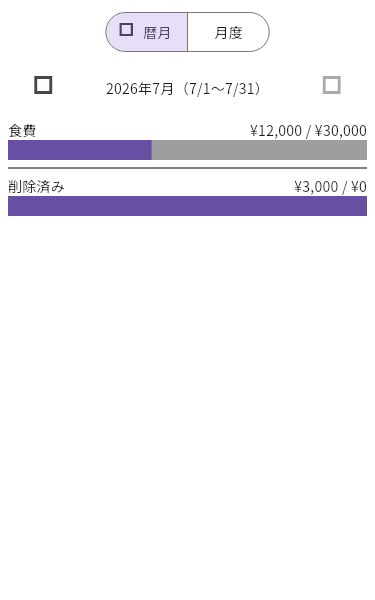 暦月 月度
2026年7月（7/1〜7/31）
食費 ¥12,000 / ¥30,000
削除済み ¥3,000 / ¥0